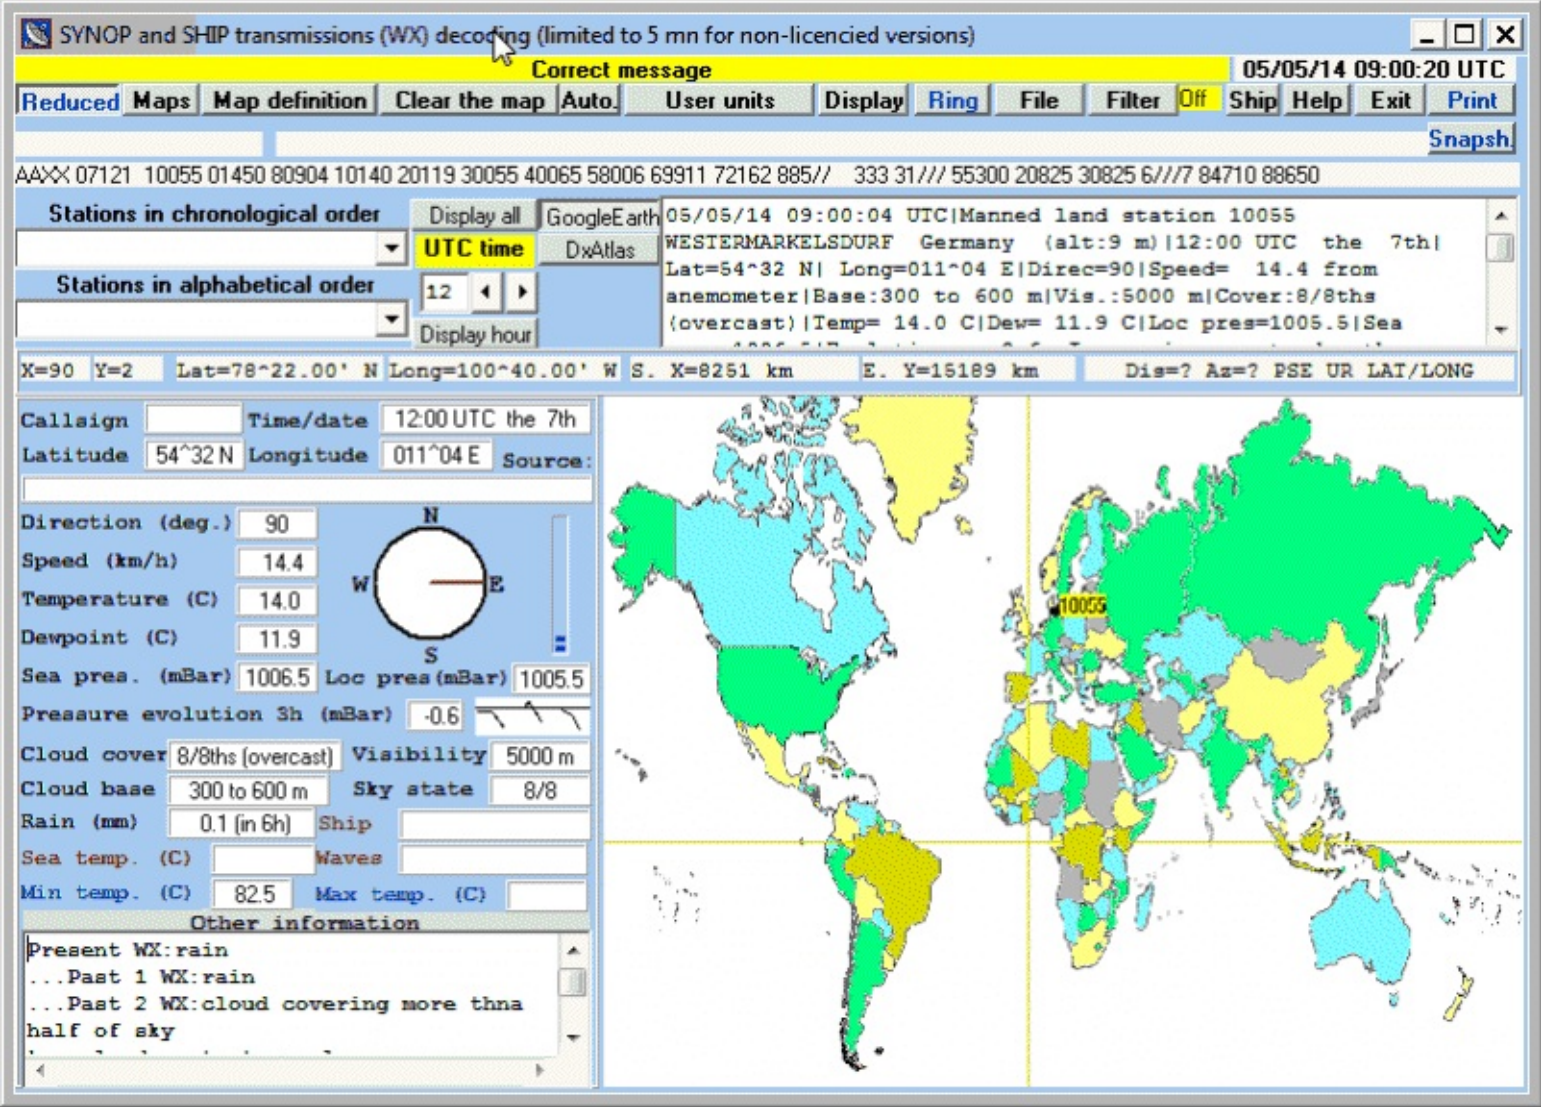 SYNOP and SHIP transmissions (WX) decoding (limited to 5 mn for non-licencied versions)
Correct message 05/05/14 09:00:20 UTC
Reduced Maps Map definition Clear the map Auto. User units Display Ring File Filter Off Ship Help Exit Print
Snapsh.
AAXX 07121 10055 01450 80904 10140 20119 30055 40065 58006 69911 72162 885// 333 31/// 55300 20825 30825 6///7 84710 88650
Stations in chronological order
Display all
UTC time
Stations in alphabetical order
12
Display hour
GoogleEarth
DxAtlas
05/05/14 09:00:04 UTC|Manned land station 10055
WESTERMARKELSDURF Germany (alt:9 m)|12:00 UTC the 7th|
Lat=54^32 N| Long=011^04 E|Direc=90|Speed= 14.4 from
anemometer|Base:300 to 600 m|Vis.:5000 m|Cover:8/8ths
(overcast)|Temp= 14.0 C|Dew= 11.9 C|Loc pres=1005.5|Sea
X=90 Y=2 Lat=78^22.00' N Long=100^40.00' W S. X=8251 km E. Y=15189 km Dis=? Az=? PSE UR LAT/LONG
Callsign Time/date 12:00 UTC the 7th
Latitude 54^32 N Longitude 011^04 E Source:
Direction (deg.) 90
Speed (km/h) 14.4
Temperature (C) 14.0
Dewpoint (C) 11.9
N
W E
S
Sea pres. (mBar) 1006.5 Loc pres(mBar) 1005.5
Pressure evolution 3h (mBar) -0.6
Cloud cover 8/8ths (overcast) Visibility 5000 m
Cloud base 300 to 600 m Sky state 8/8
Rain (mm) 0.1 (in 6h) Ship
Sea temp. (C) Waves
Min temp. (C) 82.5 Max temp. (C)
Other information
Present WX:rain
...Past 1 WX:rain
...Past 2 WX:cloud covering more thna
half of sky
10055